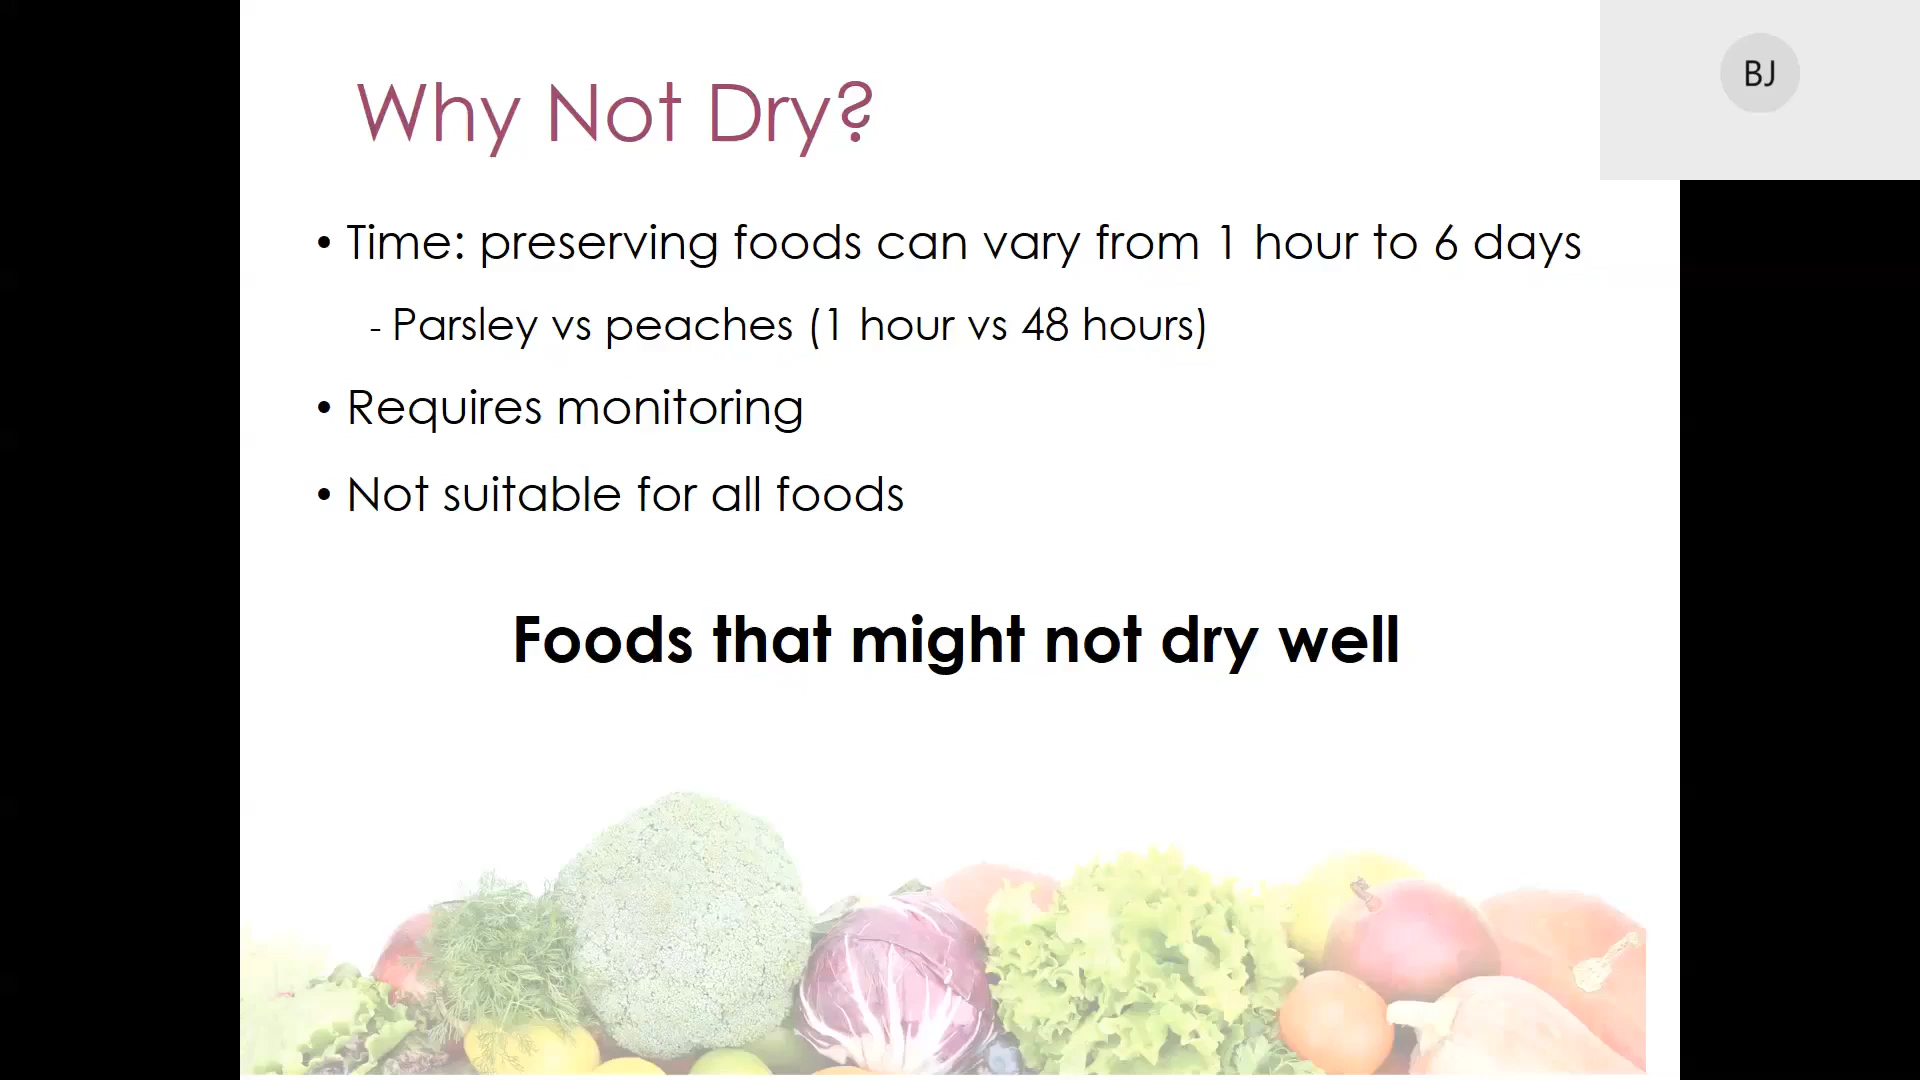 Why Not Dry?
BJ
• Time: preserving foods can vary from 1 hour to 6 days
- Parsley vs peaches (1 hour vs 48 hours)
• Requires monitoring
• Not suitable for all foods
Foods that might not dry well